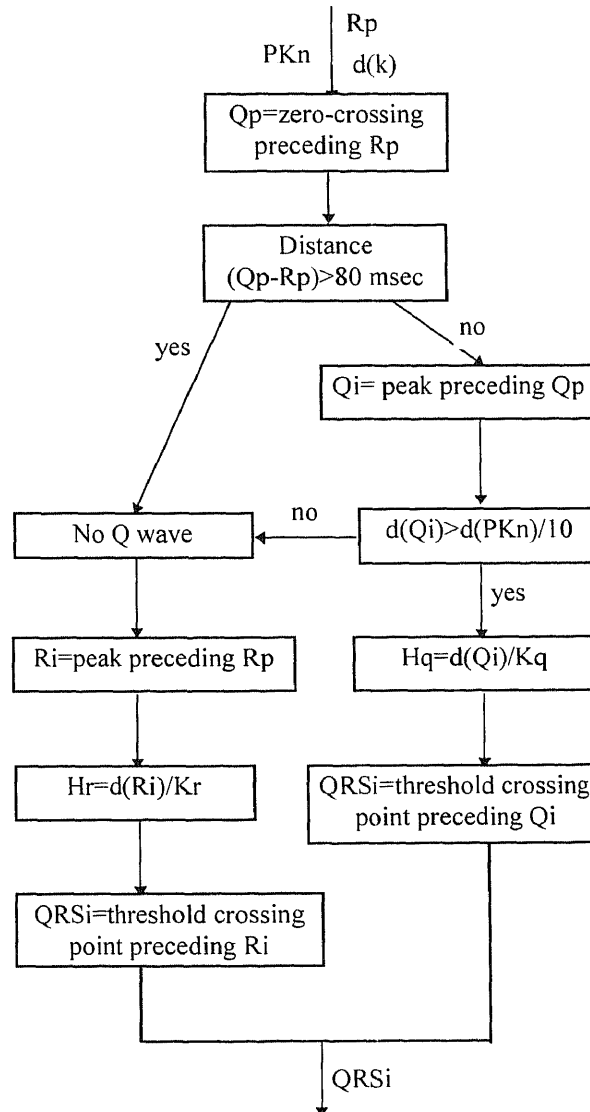 Rp
PKn
d(k)
Qp=zero-crossing
preceding Rp
Distance
(Qp-Rp)>80 msec
yes
no
Qi= peak preceding Qp
No Q wave
no
d(Qi)>d(PKn)/10
yes
Ri=peak preceding Rp
Hq=d(Qi)/Kq
Hr=d(Ri)/Kr
QRSi=threshold crossing
point preceding Qi
QRSi=threshold crossing
point preceding Ri
QRSi